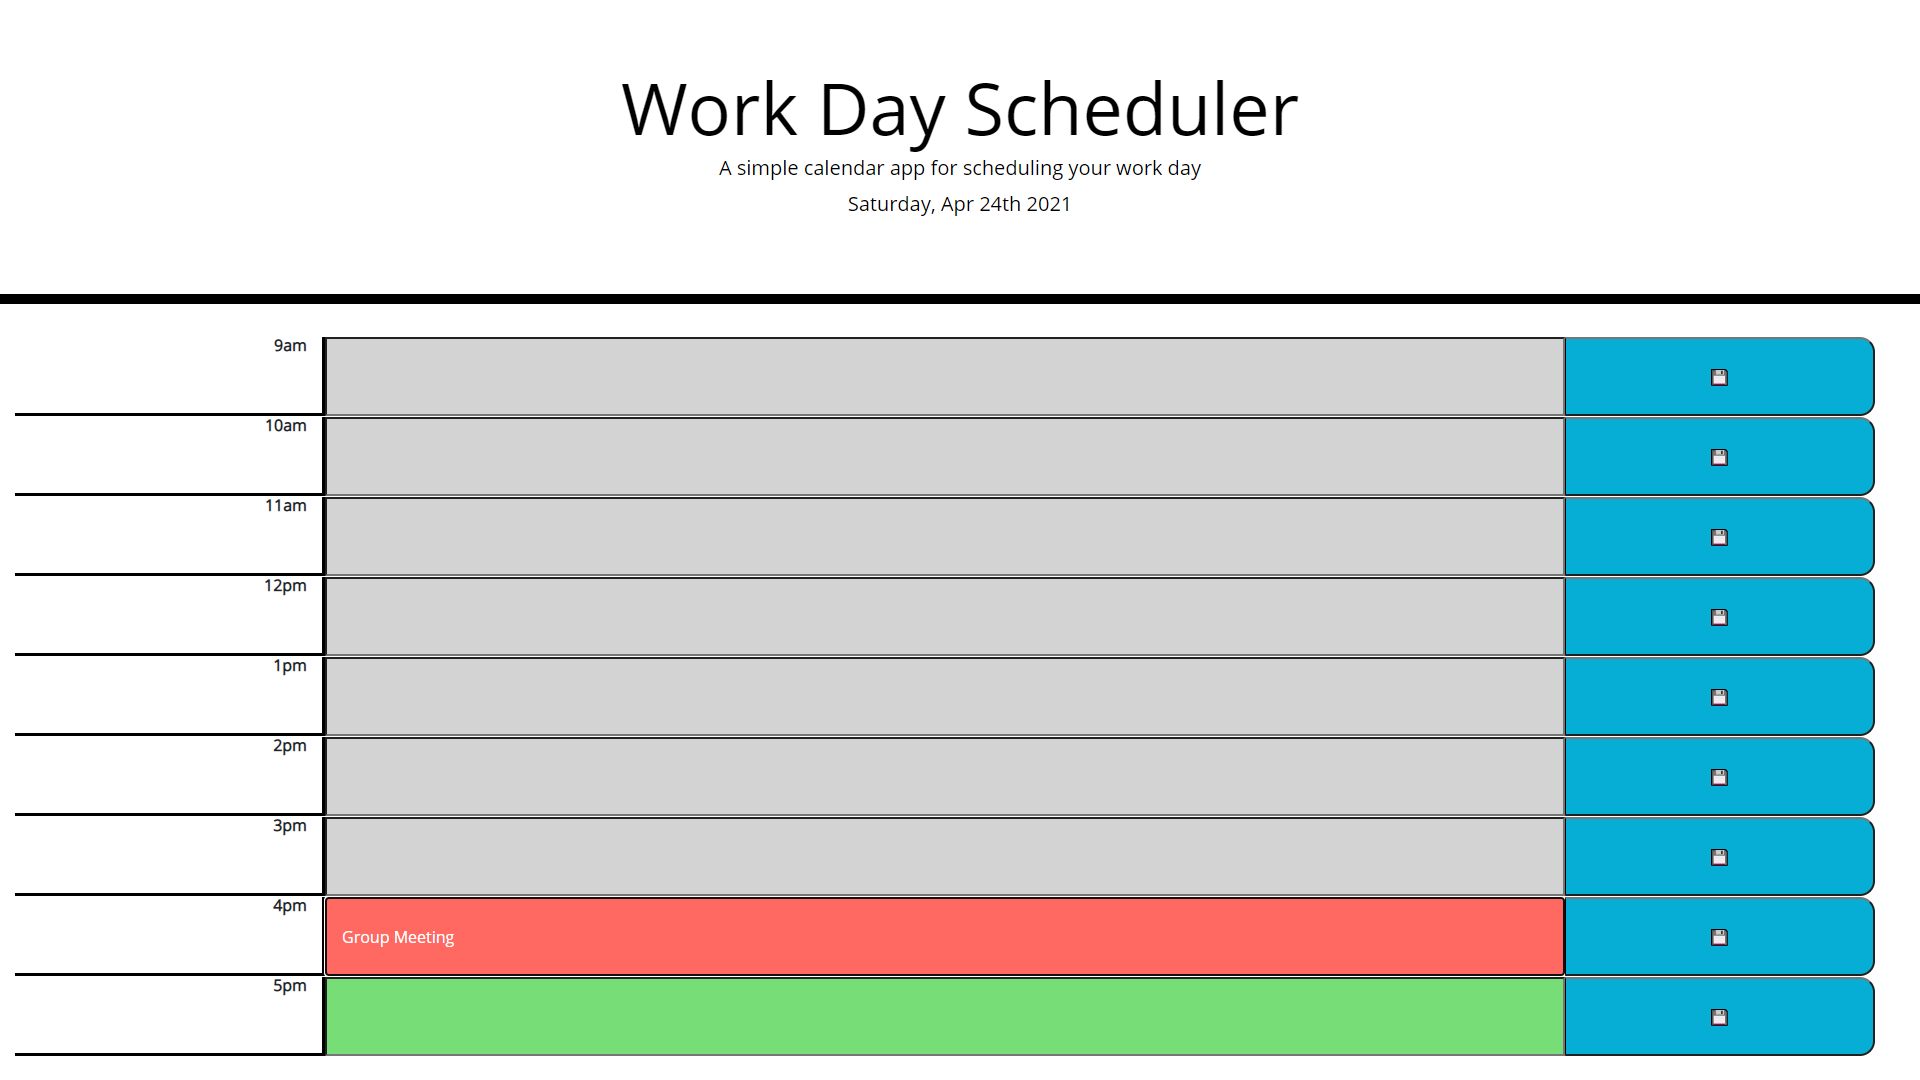 Work Day Scheduler
A simple calendar app for scheduling your work day
Saturday, Apr 24th 2021
9am
10am
11am
12pm
1pm
2pm
3pm
4pm
Group Meeting
5pm